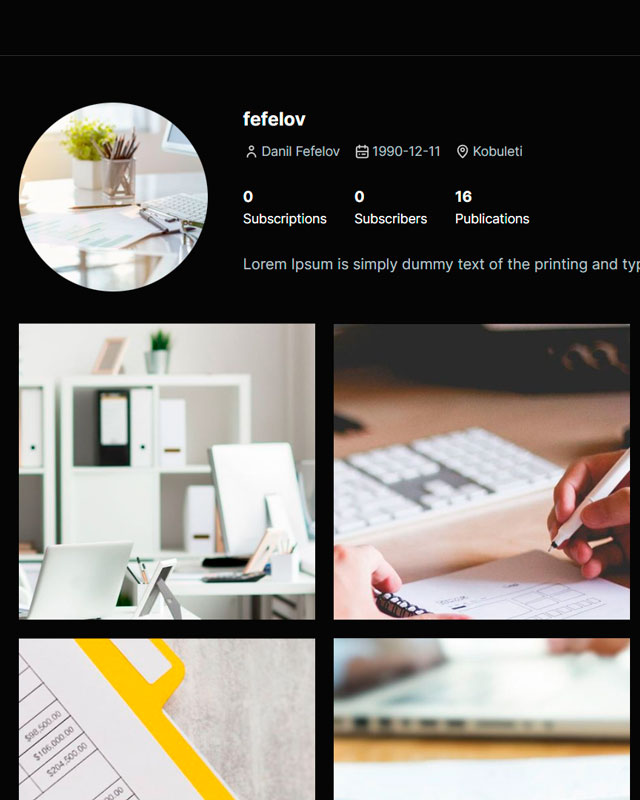 fefelov
Danil Fefelov 1990-12-11 Kobuleti
0 0 16
Subscriptions Subscribers Publications
Lorem Ipsum is simply dummy text of the printing and typ
$98,500.00
$106,000.00
$204,500.00